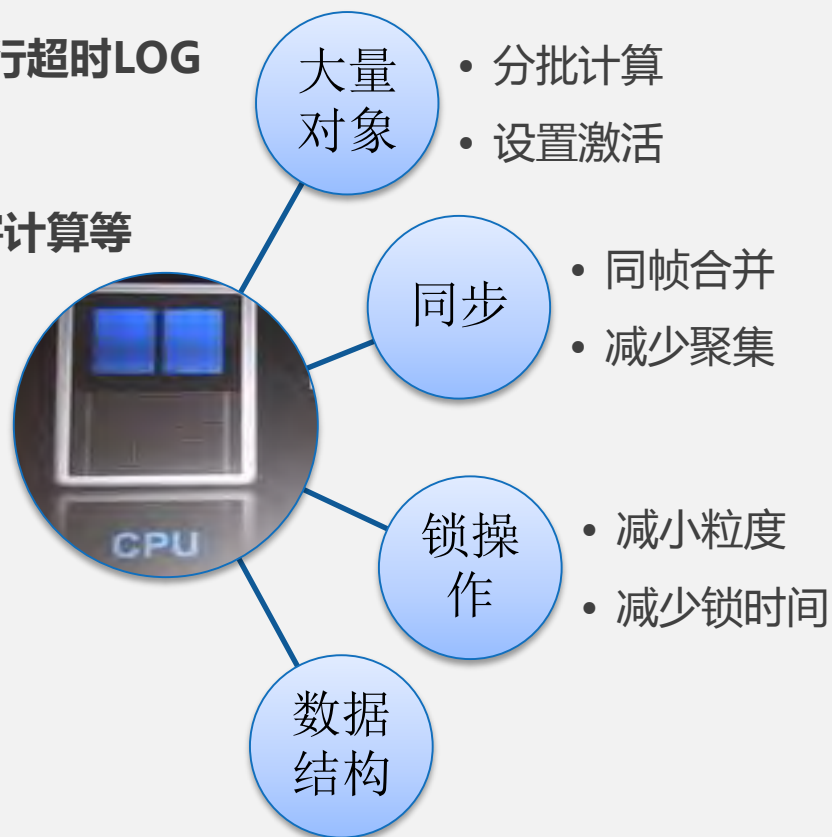 行超时LOG
大量
对象
• 分批计算
• 设置激活
计算等
同步
• 同帧合并
• 减少聚集
CPU
锁操
作
• 减小粒度
• 减少锁时间
数据
结构